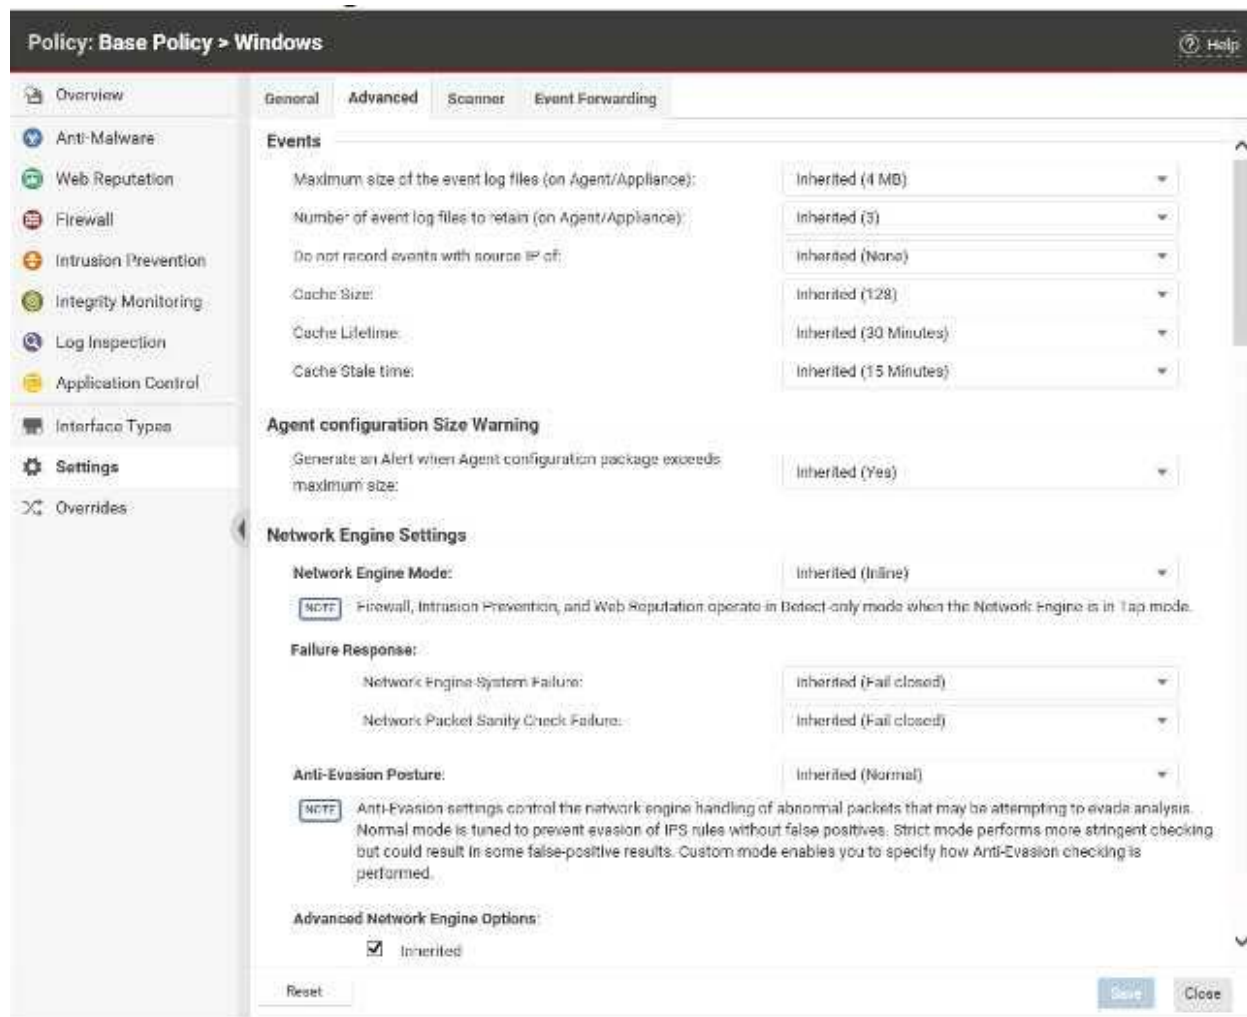 Policy: Base Policy > Windows
Help
Overview
Anti-Malware
Web Reputation
Firewall
Intrusion Prevention
Integrity Monitoring
Log Inspection
Application Control
Interface Types
Settings
Overrides
General Advanced Scanner Event Forwarding
Events
Maximum size of the event log files (on Agent/Appliance): Inherited (4 MB)
Number of event log files to retain (on Agent/Appliance): Inherited (3)
Do not record events with source IP of: Inherited (None)
Cache Size: Inherited (128)
Cache Lifetime: Inherited (30 Minutes)
Cache Stale time: Inherited (15 Minutes)
Agent configuration Size Warning
Generate an Alert when Agent configuration package exceeds
maximum size: Inherited (Yes)
Network Engine Settings
Network Engine Mode: Inherited (Inline)
NOTE Firewall, Intrusion Prevention, and Web Reputation operate in Detect-only mode when the Network Engine is in Tap mode.
Failure Response:
Network Engine System Failure: Inherited (Fail closed)
Network Packet Sanity Check Failure: Inherited (Fail closed)
Anti-Evasion Posture: Inherited (Normal)
NOTE Anti-Evasion settings control the network engine handling of abnormal packets that may be attempting to evade analysis.
Normal mode is tuned to prevent evasion of IPS rules without false positives. Strict mode performs more stringent checking
but could result in some false-positive results. Custom mode enables you to specify how Anti-Evasion checking is
performed.
Advanced Network Engine Options:
Inherited
Reset Save Close